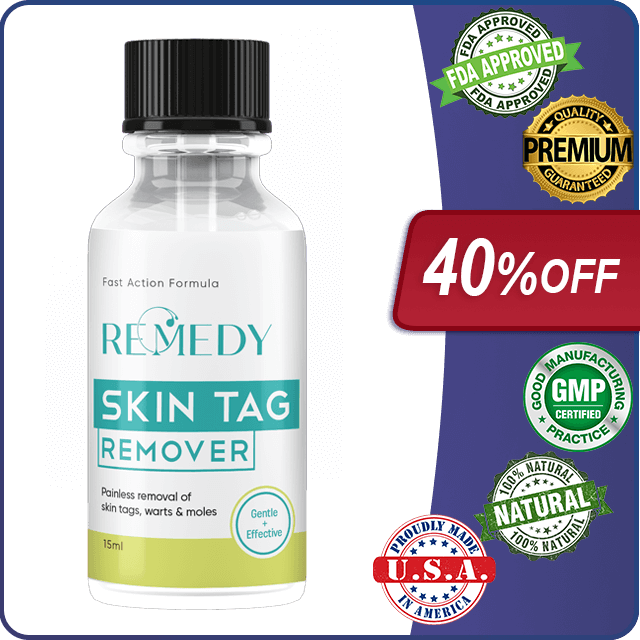 Fast Action Formula
REMEDY
SKIN TAG
REMOVER
Painless removal of
skin tags, warts & moles
Gentle
+
Effective
15ml
FDA APPROVED
FDA APPROVED
FDA APPROVED
QUALITY
PREMIUM
GUARANTEED
40%OFF
GOOD MANUFACTURING
GMP
CERTIFIED
PRACTICE
100% NATURAL
NATURAL
100% NATURAL
PROUDLY MADE
U.S.A.
IN AMERICA